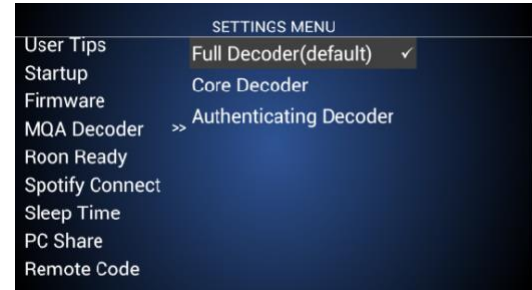 SETTINGS MENU
User Tips
Startup
Firmware
MQA Decoder >>
Roon Ready
Spotify Connect
Sleep Time
PC Share
Remote Code
Full Decoder(default) ✓
Core Decoder
Authenticating Decoder